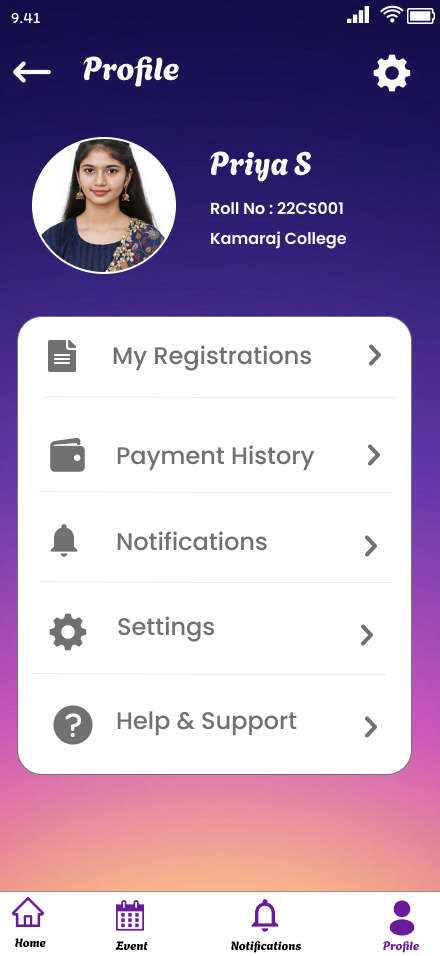 9.41
Profile
Priya S
Roll No : 22CS001
Kamaraj College
My Registrations
Payment History
Notifications
Settings
Help & Support
Home
Event
Notifications
Profile